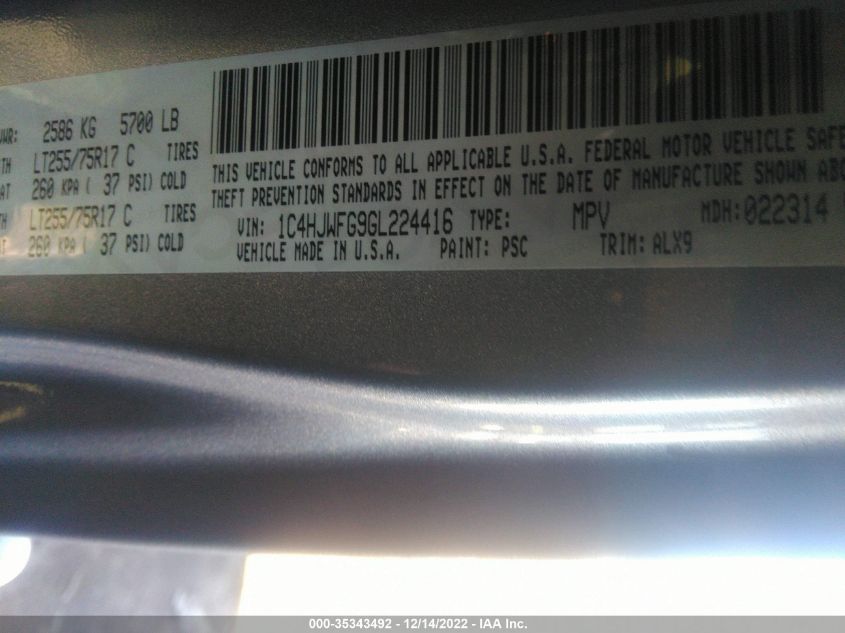 2586 KG 5700 LB
LT255/75R17 C TIRES
260 KPA ( 37 PSI) COLD
LT255/75R17 C TIRES
260 KPA ( 37 PSI) COLD
THIS VEHICLE CONFORMS TO ALL APPLICABLE U.S.A. FEDERAL MOTOR VEHICLE SAFE
THEFT PREVENTION STANDARDS IN EFFECT ON THE DATE OF MANUFACTURE SHOWN ABO
VIN: 1C4HJWFG9GL224416 TYPE: MPV MDH: 022314
VEHICLE MADE IN U.S.A. PAINT: PSC TRIM: ALX9
000-35343492 - 12/14/2022 - IAA Inc.